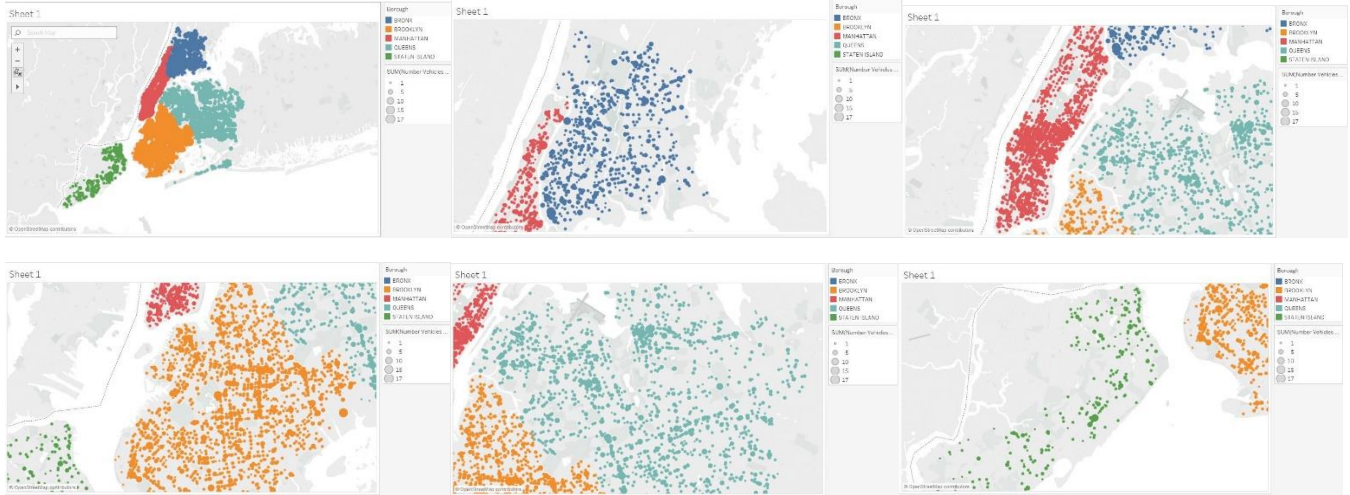 Sheet 1
Borough
BRONX
BROOKLYN
MANHATTAN
QUEENS
STATEN ISLAND
SUM(Number Vehicles ...
1
5
10
15
17
© OpenStreetMap contributors
Sheet 1
Borough
BRONX
BROOKLYN
MANHATTAN
QUEENS
STATEN ISLAND
SUM(Number Vehicles ...
1
5
10
15
17
© OpenStreetMap contributors
Sheet 1
Borough
BRONX
BROOKLYN
MANHATTAN
QUEENS
STATEN ISLAND
SUM(Number Vehicles ...
1
5
10
15
17
© OpenStreetMap contributors
Sheet 1
Borough
BRONX
BROOKLYN
MANHATTAN
QUEENS
STATEN ISLAND
SUM(Number Vehicles ...
1
5
10
15
17
© OpenStreetMap contributors
Sheet 1
Borough
BRONX
BROOKLYN
MANHATTAN
QUEENS
STATEN ISLAND
SUM(Number Vehicles ...
1
5
10
15
17
© OpenStreetMap contributors
Sheet 1
Borough
BRONX
BROOKLYN
MANHATTAN
QUEENS
STATEN ISLAND
SUM(Number Vehicles ...
1
5
10
15
17
© OpenStreetMap contributors